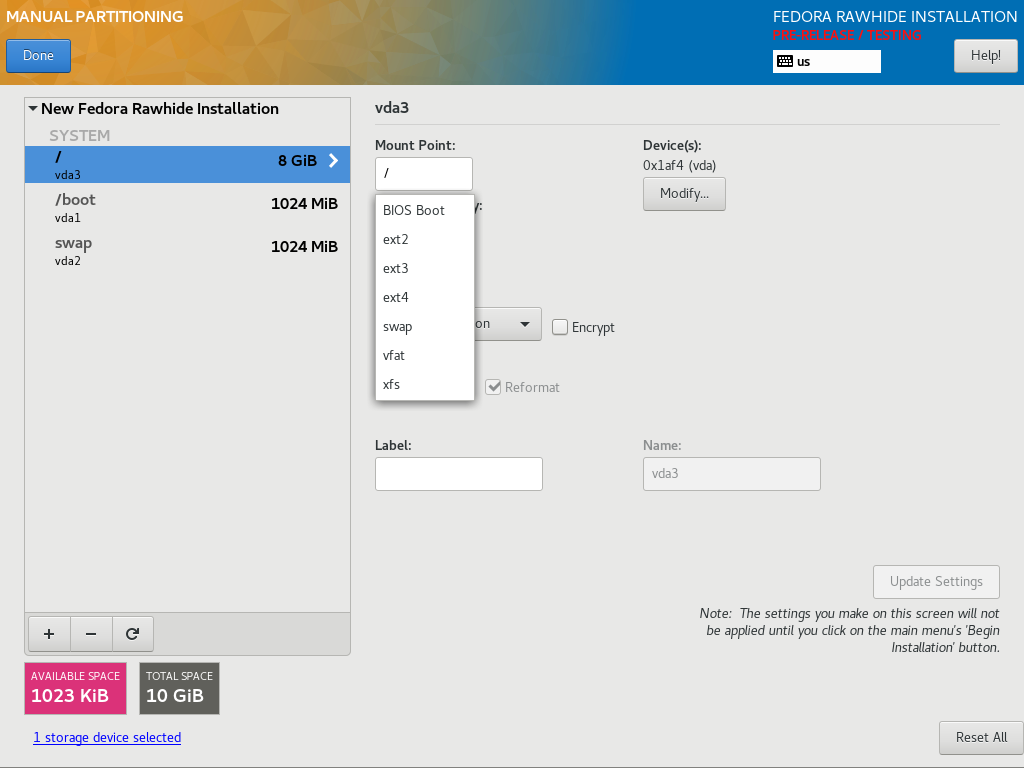 MANUAL PARTITIONING
FEDORA RAWHIDE INSTALLATION
PRE-RELEASE / TESTING
Done
us
Help!
New Fedora Rawhide Installation
SYSTEM
/
8 GiB
vda3
/boot
1024 MiB
vda1
swap
1024 MiB
vda2
vda3
Mount Point:
/
Device(s):
0x1af4 (vda)
Modify...
BIOS Boot
ext2
ext3
ext4
swap
vfat
xfs
Encrypt
Reformat
Label:
Name:
vda3
Update Settings
Note: The settings you make on this screen will not
be applied until you click on the main menu's 'Begin
Installation' button.
+
-
AVAILABLE SPACE
1023 KiB
TOTAL SPACE
10 GiB
1 storage device selected
Reset All